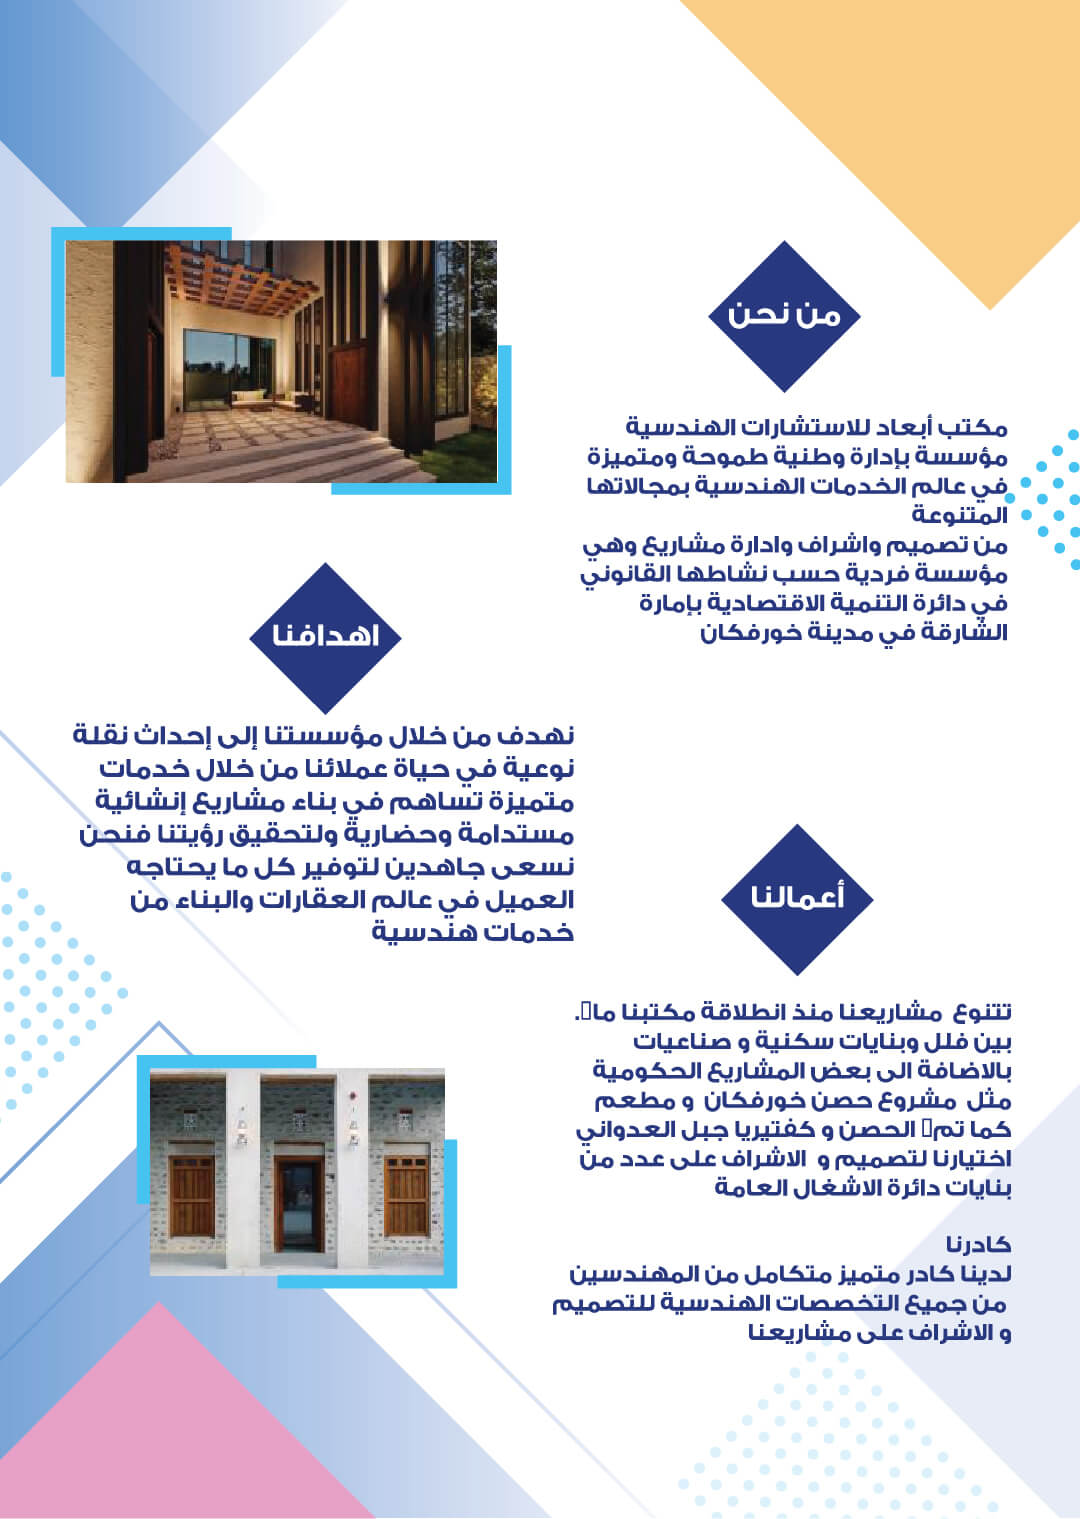 من نحن
مكتب أبعاد للاستشارات الهندسية
مؤسسة بإدارة وطنية طموحة ومتميزة
في عالم الخدمات الهندسية بمجالاتها
المتنوعة
من تصميم واشراف وادارة مشاريع وهي
مؤسسة فردية حسب نشاطها القانوني
في دائرة التنمية الاقتصادية بإمارة
الشارقة في مدينة خورفكان
اهدافنا
نهدف من خلال مؤسستنا إلى إحداث نقلة
نوعية في حياة عملائنا من خلال خدمات
متميزة تساهم في بناء مشاريع إنشائية
مستدامة وحضارية ولتحقيق رؤيتنا فنحن
نسعى جاهدين لتوفير كل ما يحتاجه
العميل في عالم العقارات والبناء من
خدمات هندسية
أعمالنا
تتنوع مشاريعنا منذ انطلاقة مكتبنا ما.
بين فلل وبنايات سكنية و صناعيات
بالاضافة الى بعض المشاريع الحكومية
مثل مشروع حصن خورفكان و مطعم
كما تم الحصن و كفتيريا جبل العدواني
اختيارنا لتصميم و الاشراف على عدد من
بنايات دائرة الاشغال العامة
كادرنا
لدينا كادر متميز متكامل من المهندسين
من جميع التخصصات الهندسية للتصميم
و الاشراف على مشاريعنا